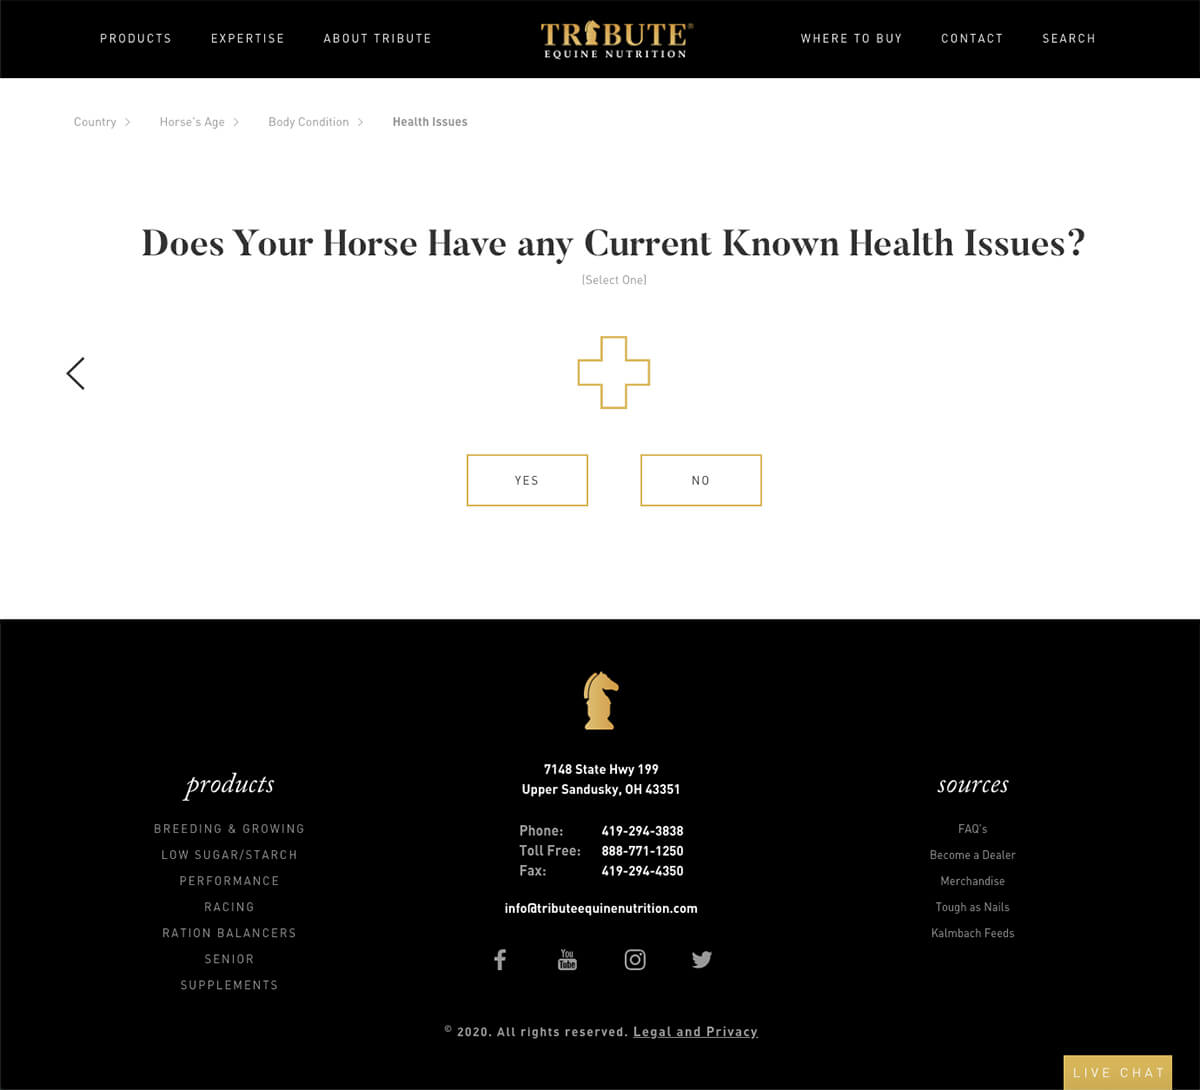 PRODUCTS EXPERTISE ABOUT TRIBUTE TRIBUTE® WHERE TO BUY CONTACT SEARCH
EQUINE NUTRITION
Country > Horse's Age > Body Condition > Health Issues
Does Your Horse Have any Current Known Health Issues?
(Select One)
YES NO
7148 State Hwy 199
Upper Sandusky, OH 43351
Phone: 419-294-3838
Toll Free: 888-771-1250
Fax: 419-294-4350
info@tributeequinenutrition.com
You
Tube
products
BREEDING & GROWING
LOW SUGAR/STARCH
PERFORMANCE
RACING
RATION BALANCERS
SENIOR
SUPPLEMENTS
sources
FAQ's
Become a Dealer
Merchandise
Tough as Nails
Kalmbach Feeds
© 2020. All rights reserved. Legal and Privacy
LIVE CHAT